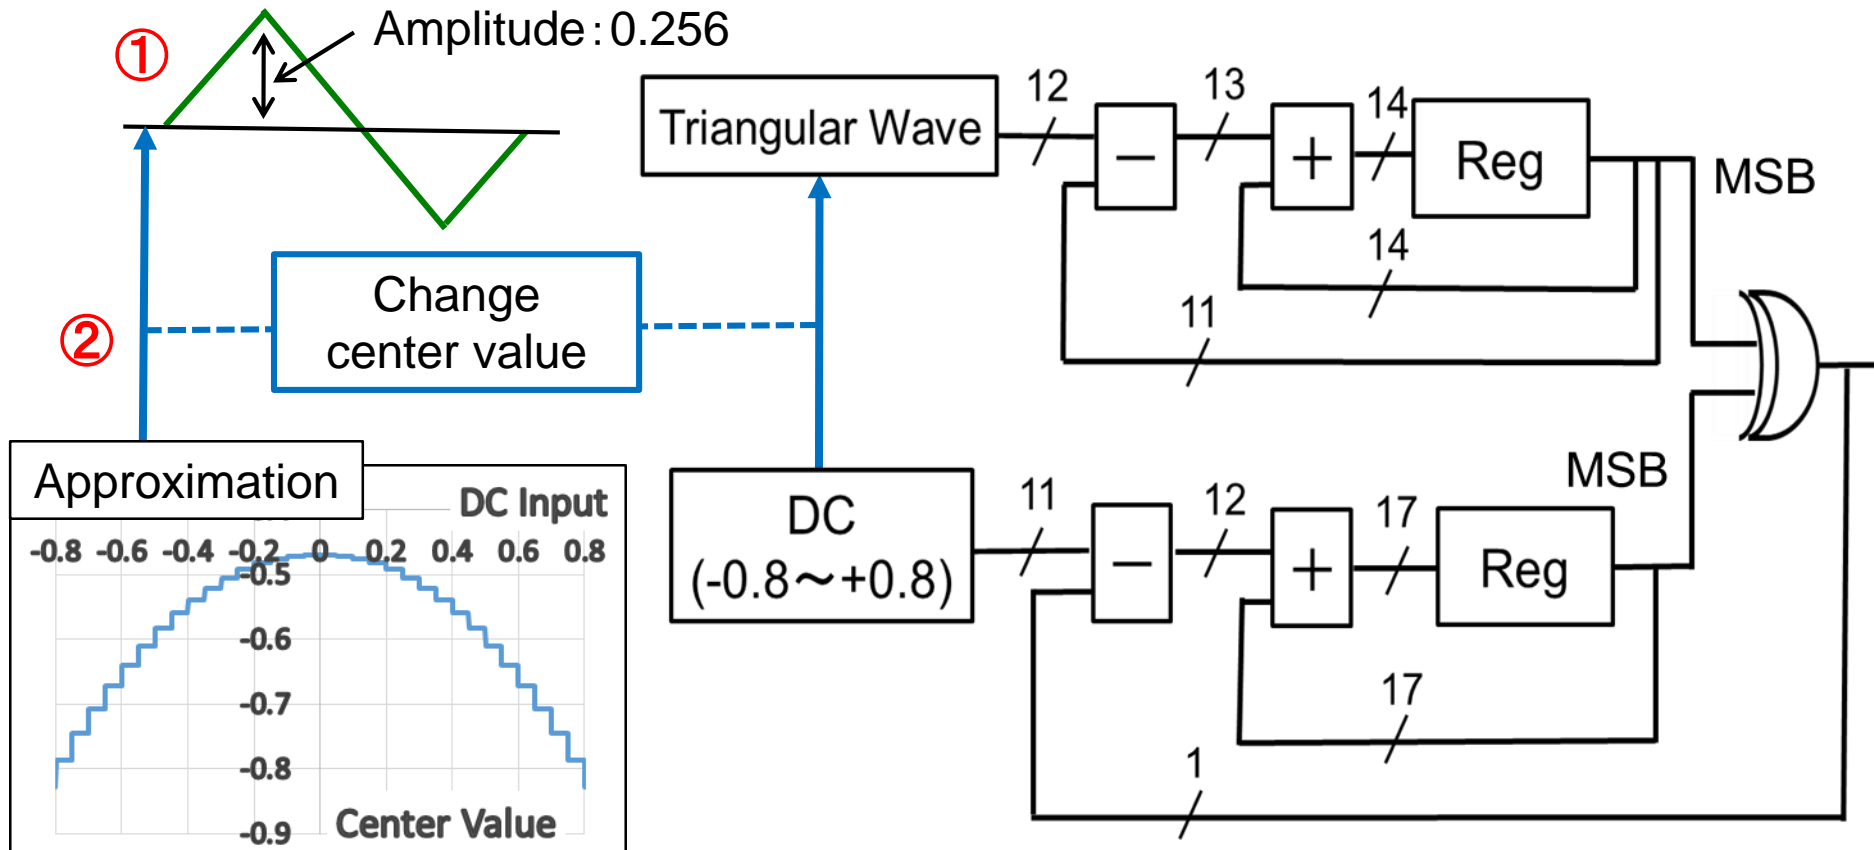 ①
Amplitude:0.256
Triangular Wave
12
−
13
+
14
Reg
MSB
14
11
②
Change
center value
Approximation
DC Input
-0.8 -0.6 -0.4 -0.2 0 0.2 0.4 0.6 0.8
-0.5
-0.6
-0.7
-0.8
-0.9
Center Value
DC
(-0.8～+0.8)
11
−
12
+
17
Reg
MSB
17
1